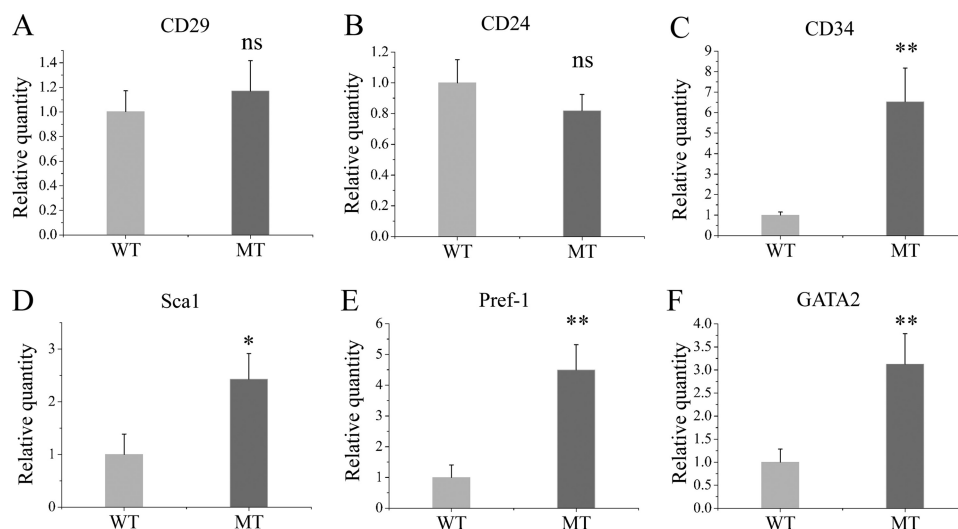 A
CD29
ns
Relative quantity
1.4
1.2
1.0
0.8
0.6
0.4
0.2
0.0
WT
MT
B
CD24
ns
Relative quantity
1.2
1.0
0.8
0.6
0.4
0.2
0.0
WT
MT
C
CD34
**
Relative quantity
9
8
7
6
5
4
3
2
1
0
WT
MT
D
Sca1
*
Relative quantity
3
2
1
0
WT
MT
E
Pref-1
**
Relative quantity
6
5
4
2
1
0
WT
MT
F
GATA2
**
Relative quantity
4.0
3.5
3.0
2.5
2.0
1.5
1.0
0.5
0.0
WT
MT